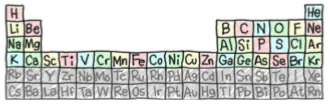 H He
Li Be B C N O F Ne
Na Mg Al Si P S Cl Ar
K Ca Sc Ti V Cr Mn Fe Co Ni Cu Zn Ga Ge As Se Br Kr
Rb Sr Y Zr Nb Mo Tc Ru Rh Pd Ag Cd In Sn Sb Te Xe
Cs Ba La Hf Ta W Re Os Ir Pt Au Hg Tl Pb Bi Po At Rn